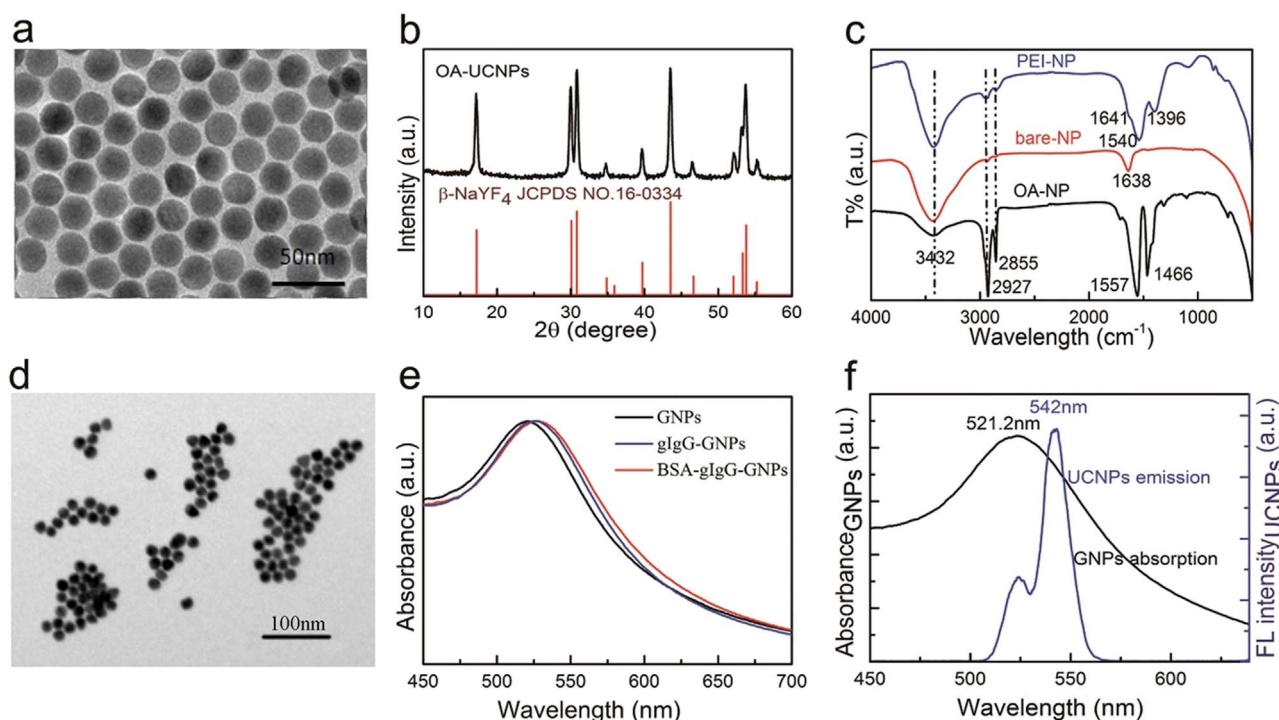 a
50nm
b
OA-UCNPs
β-NaYF4 JCPDS NO.16-0334
Intensity (a.u.)
10 20 30 40 50 60
2θ (degree)
c
PEI-NP
1641 1396
1540 bare-NP
1638
OA-NP
3432 2855
2927 1557 1466
T% (a.u.)
4000 3000 2000 1000
Wavelength (cm-1)
d
100nm
e
GNPs
gIgG-GNPs
BSA-gIgG-GNPs
Absorbance (a.u.)
450 500 550 600 650 700
Wavelength (nm)
f
542nm
521.2nm
UCNPs emission
GNPs absorption
AbsorbanceGNPs (a.u.)
FL intensityUCNPs (a.u.)
450 500 550 600
Wavelength (nm)